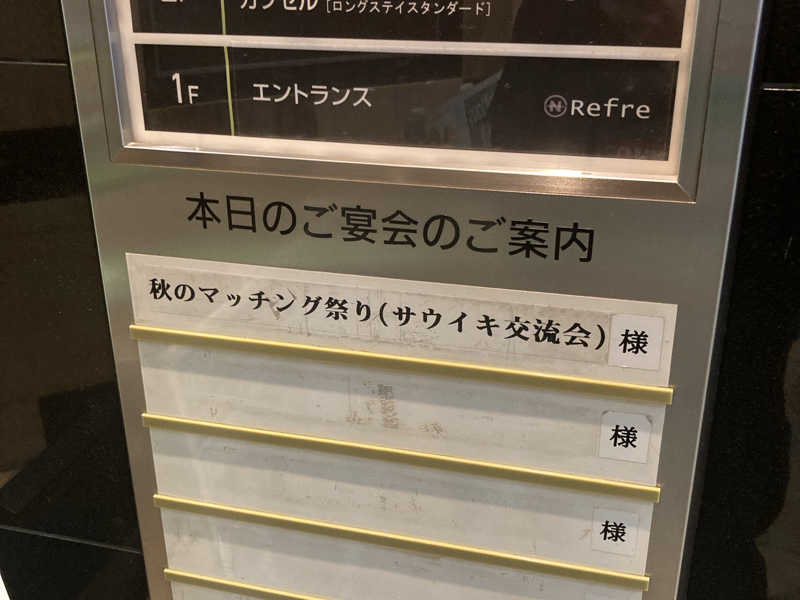 カプセル［ロングステイスタンダード］
1F エントランス Refre
本日のご宴会のご案内
秋のマッチング祭り(サウイキ交流会) 様
様
様